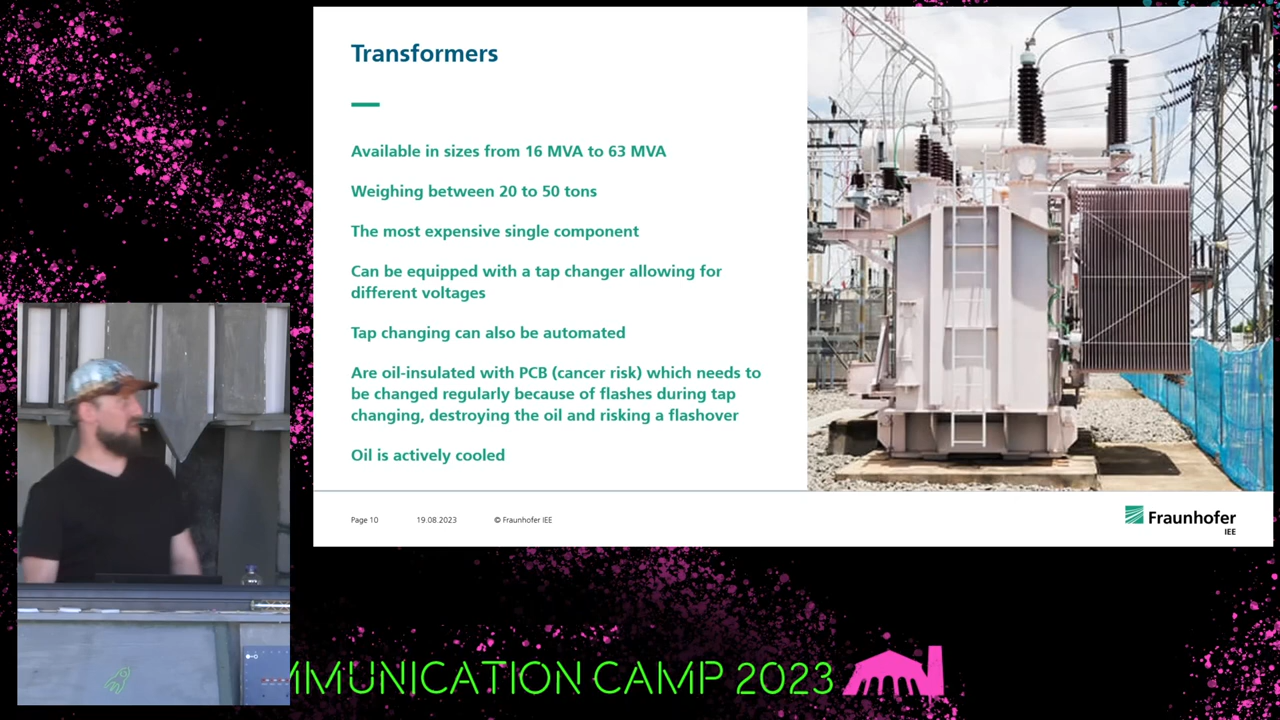 Transformers
Available in sizes from 16 MVA to 63 MVA
Weighing between 20 to 50 tons
The most expensive single component
Can be equipped with a tap changer allowing for
different voltages
Tap changing can also be automated
Are oil-insulated with PCB (cancer risk) which needs to
be changed regularly because of flashes during tap
changing, destroying the oil and risking a flashover
Oil is actively cooled
Page 10
19.08.2023
© Fraunhofer IEE
Fraunhofer
IEE
MMUNICATION CAMP 2023